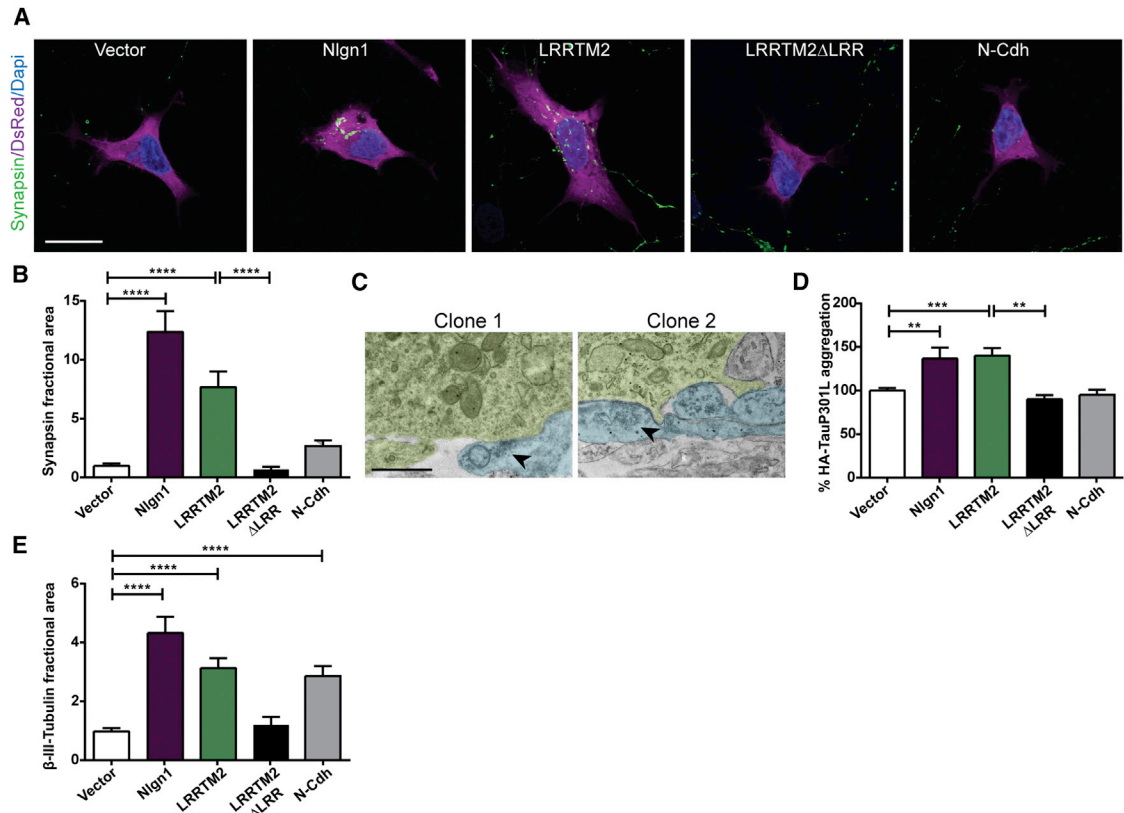 A
Synapsin/DsRed/Dapi
Vector
Nlgn1
LRRTM2
LRRTM2ΔLRR
N-Cdh
B
Synapsin fractional area
15
10
5
0
****
****
****
Vector
Nlgn1
LRRTM2
LRRTM2
ΔLRR
N-Cdh
C
Clone 1
Clone 2
D
% HA-TauP301L aggregation
200
150
100
50
0
***
**
**
Vector
Nlgn1
LRRTM2
LRRTM2
ΔLRR
N-Cdh
E
β-III-Tubulin fractional area
6
4
2
0
****
****
****
Vector
Nlgn1
LRRTM2
LRRTM2
ΔLRR
N-Cdh